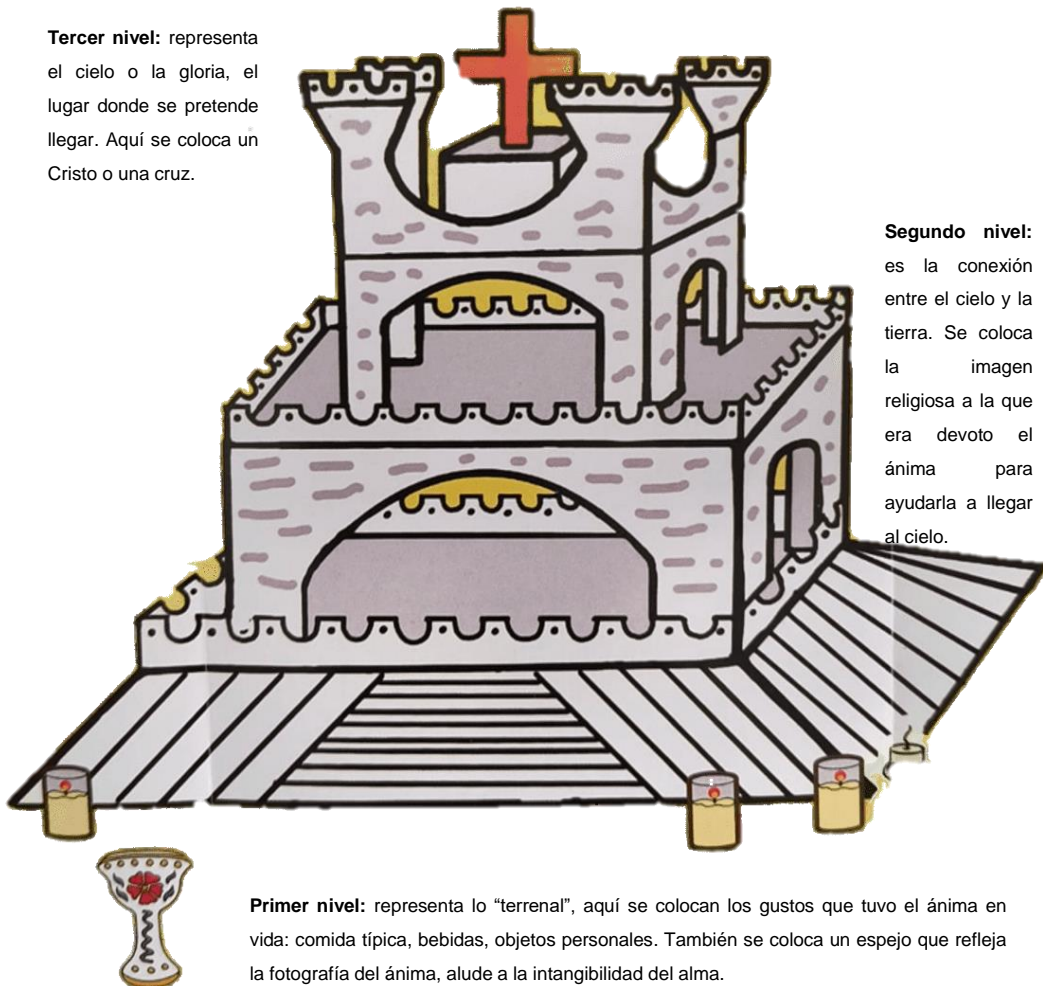 Tercer nivel: representa
el cielo o la gloria, el
lugar donde se pretende
llegar. Aquí se coloca un
Cristo o una cruz.
Segundo nivel:
es la conexión
entre el cielo y la
tierra. Se coloca
la imagen
religiosa a la que
era devoto el
ánima para
ayudarla a llegar
al cielo.
Primer nivel: representa lo “terrenal”, aquí se colocan los gustos que tuvo el ánima en
vida: comida típica, bebidas, objetos personales. También se coloca un espejo que refleja
la fotografía del ánima, alude a la intangibilidad del alma.